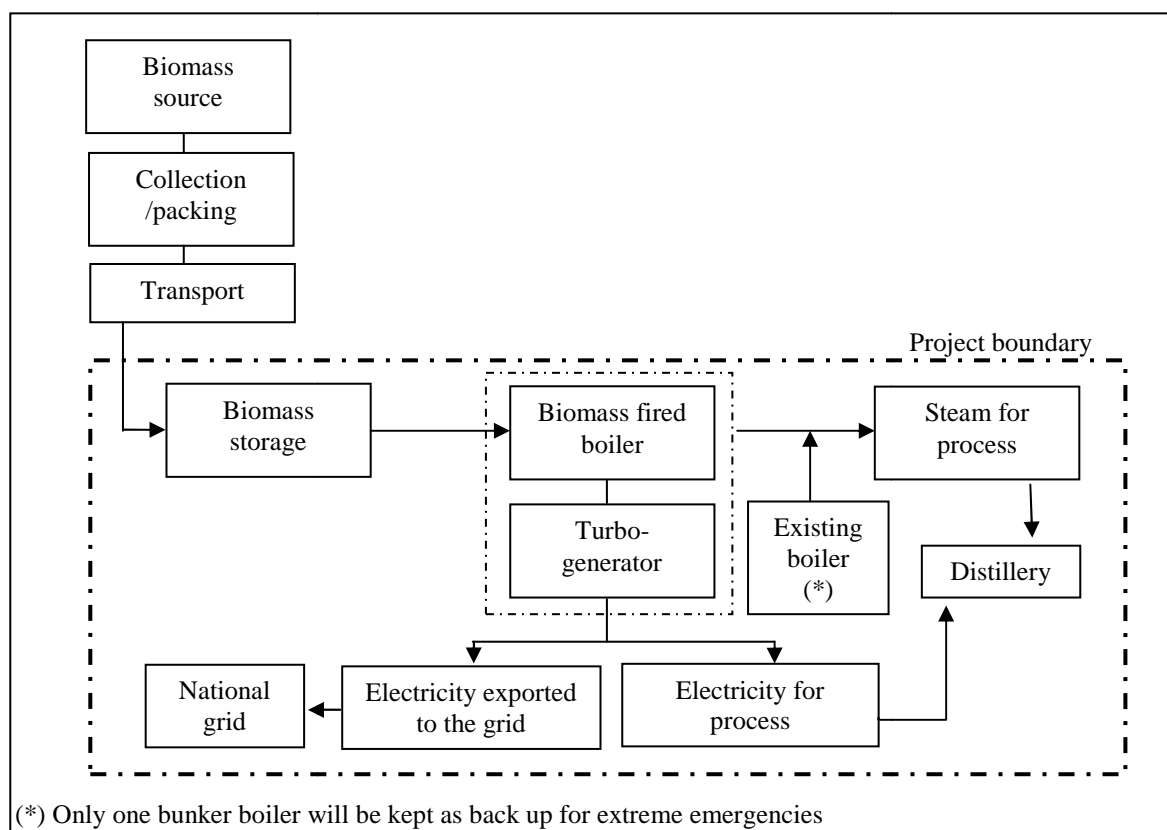 Biomass
source
Collection
/packing
Transport
Project boundary
Biomass
storage
Biomass fired
boiler
Steam for
process
Turbo-
generator
Existing
boiler
(*)
Distillery
National
grid
Electricity exported
to the grid
Electricity for
process
(*) Only one bunker boiler will be kept as back up for extreme emergencies